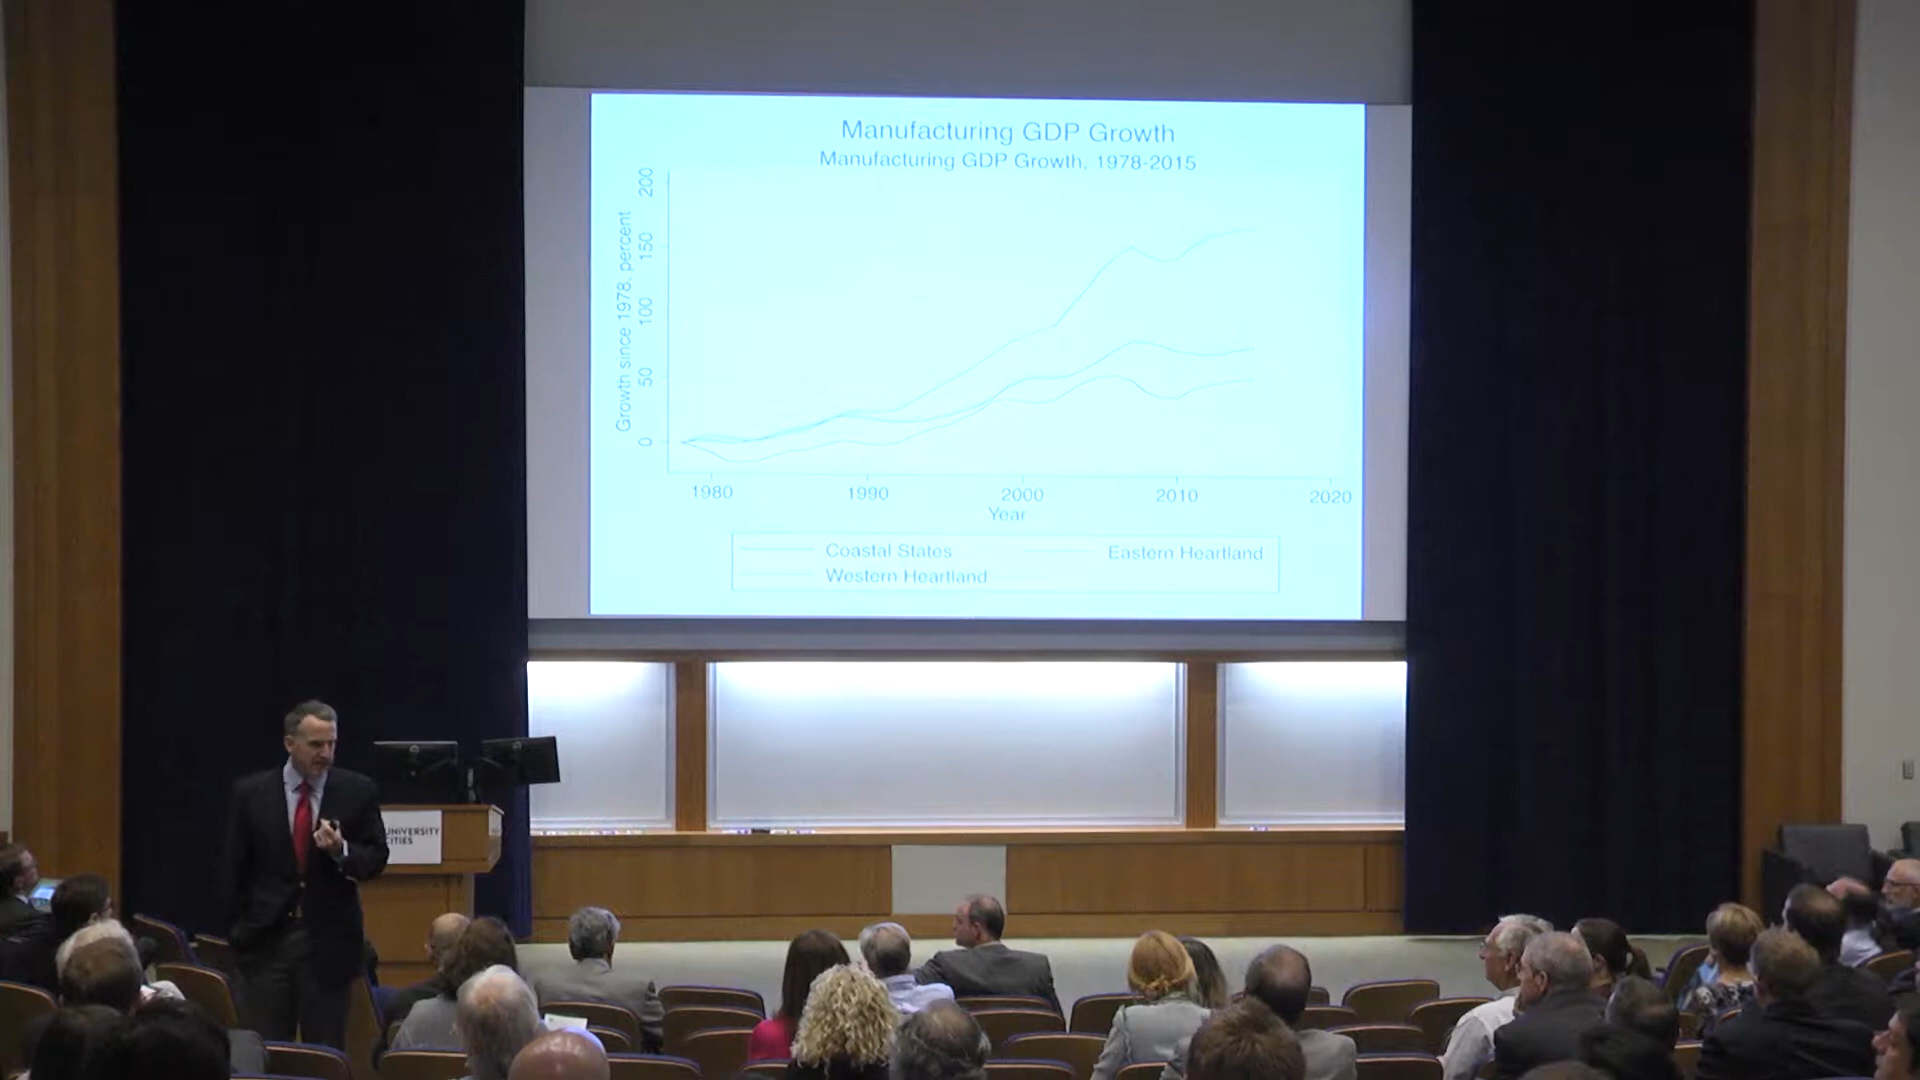 Manufacturing GDP Growth
Manufacturing GDP Growth, 1978-2015
Growth since 1978, percent
200
150
100
50
0
1980 1990 2000 2010 2020
Year
Coastal States Eastern Heartland
Western Heartland
UNIVERSITY
CITIES